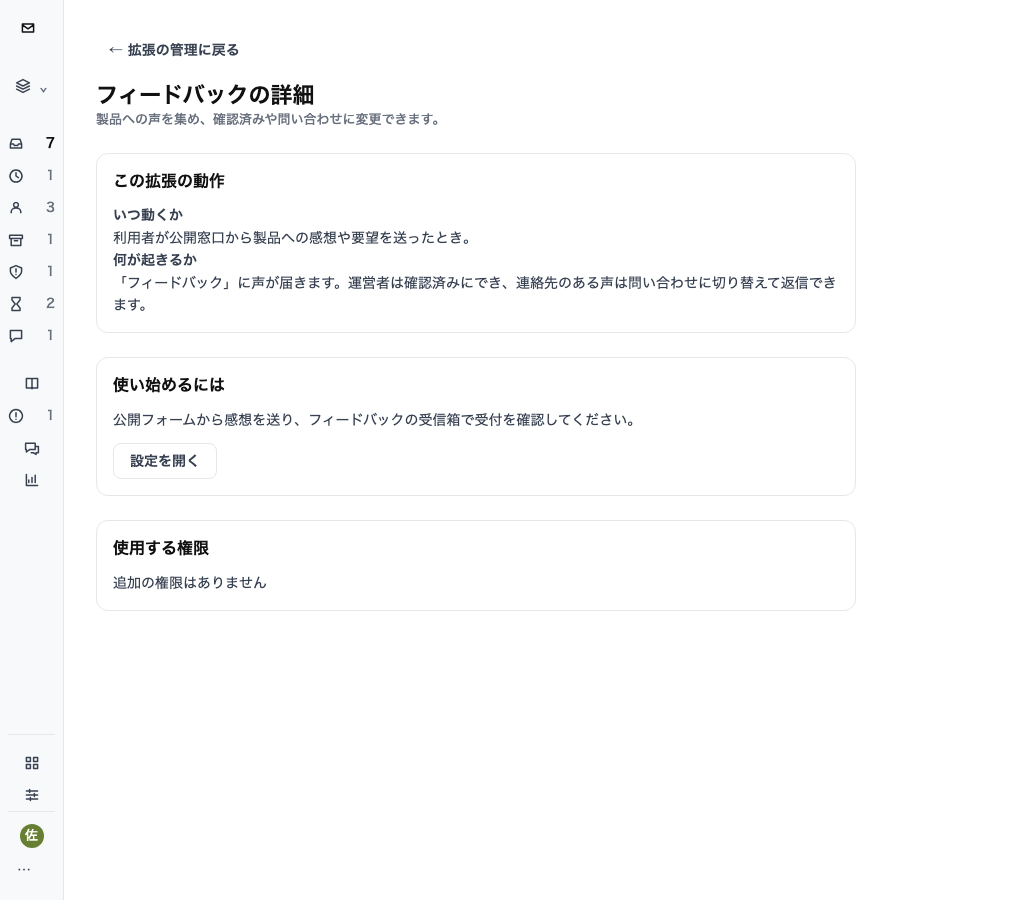 ← 拡張の管理に戻る
フィードバックの詳細
製品への声を集め、確認済みや問い合わせに変更できます。
7
1
3
1
1
2
1
1
この拡張の動作
いつ動くか
利用者が公開窓口から製品への感想や要望を送ったとき。
何が起きるか
「フィードバック」に声が届きます。運営者は確認済みにでき、連絡先のある声は問い合わせに切り替えて返信でき
ます。
使い始めるには
公開フォームから感想を送り、フィードバックの受信箱で受付を確認してください。
設定を開く
使用する権限
追加の権限はありません
佐
…